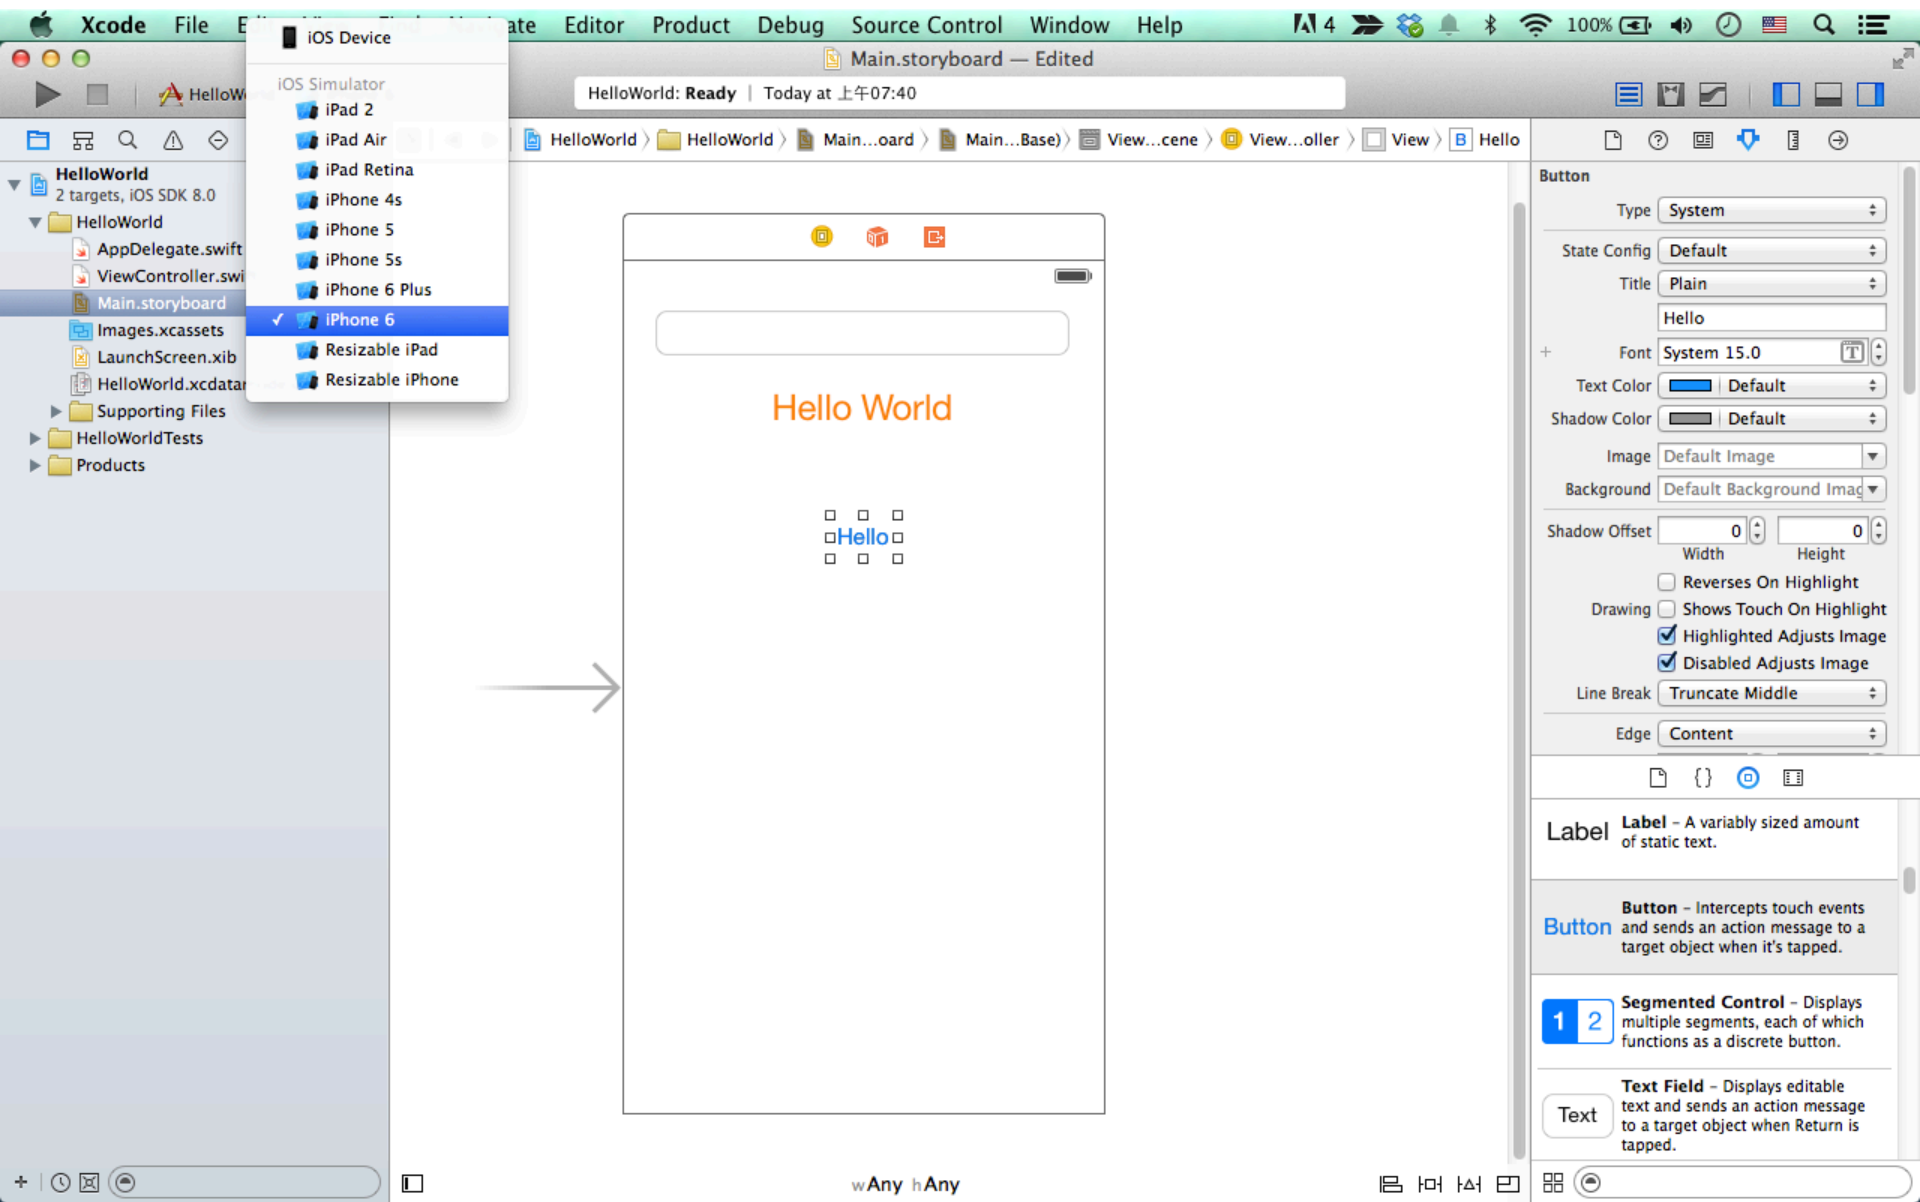 Xcode File Editor Product Debug Source Control Window Help 4 100%
Main.storyboard — Edited
HelloWorld: Ready | Today at 上午07:40
iOS Device
iOS Simulator
iPad 2
iPad Air
iPad Retina
iPhone 4s
iPhone 5
iPhone 5s
iPhone 6 Plus
✓ iPhone 6
Resizable iPad
Resizable iPhone
HelloWorld 〉 HelloWorld 〉 Main...oard 〉 Main...Base) 〉 View...cene 〉 View...oller 〉 View 〉 B Hello
HelloWorld
2 targets, iOS SDK 8.0
HelloWorld
AppDelegate.swift
ViewController.swi
Main.storyboard
Images.xcassets
LaunchScreen.xib
HelloWorld.xcdatar
Supporting Files
HelloWorldTests
Products
Hello World
Hello
wAny hAny
Button
Type System
State Config Default
Title Plain
Hello
Font System 15.0 T
Text Color Default
Shadow Color Default
Image Default Image
Background Default Background Imag
Shadow Offset 0 0
Width Height
Reverses On Highlight
Drawing Shows Touch On Highlight
Highlighted Adjusts Image
Disabled Adjusts Image
Line Break Truncate Middle
Edge Content
{}
Label
Label – A variably sized amount
of static text.
Button
Button – Intercepts touch events
and sends an action message to a
target object when it's tapped.
1 2
Segmented Control – Displays
multiple segments, each of which
functions as a discrete button.
Text
Text Field – Displays editable
text and sends an action message
to a target object when Return is
tapped.